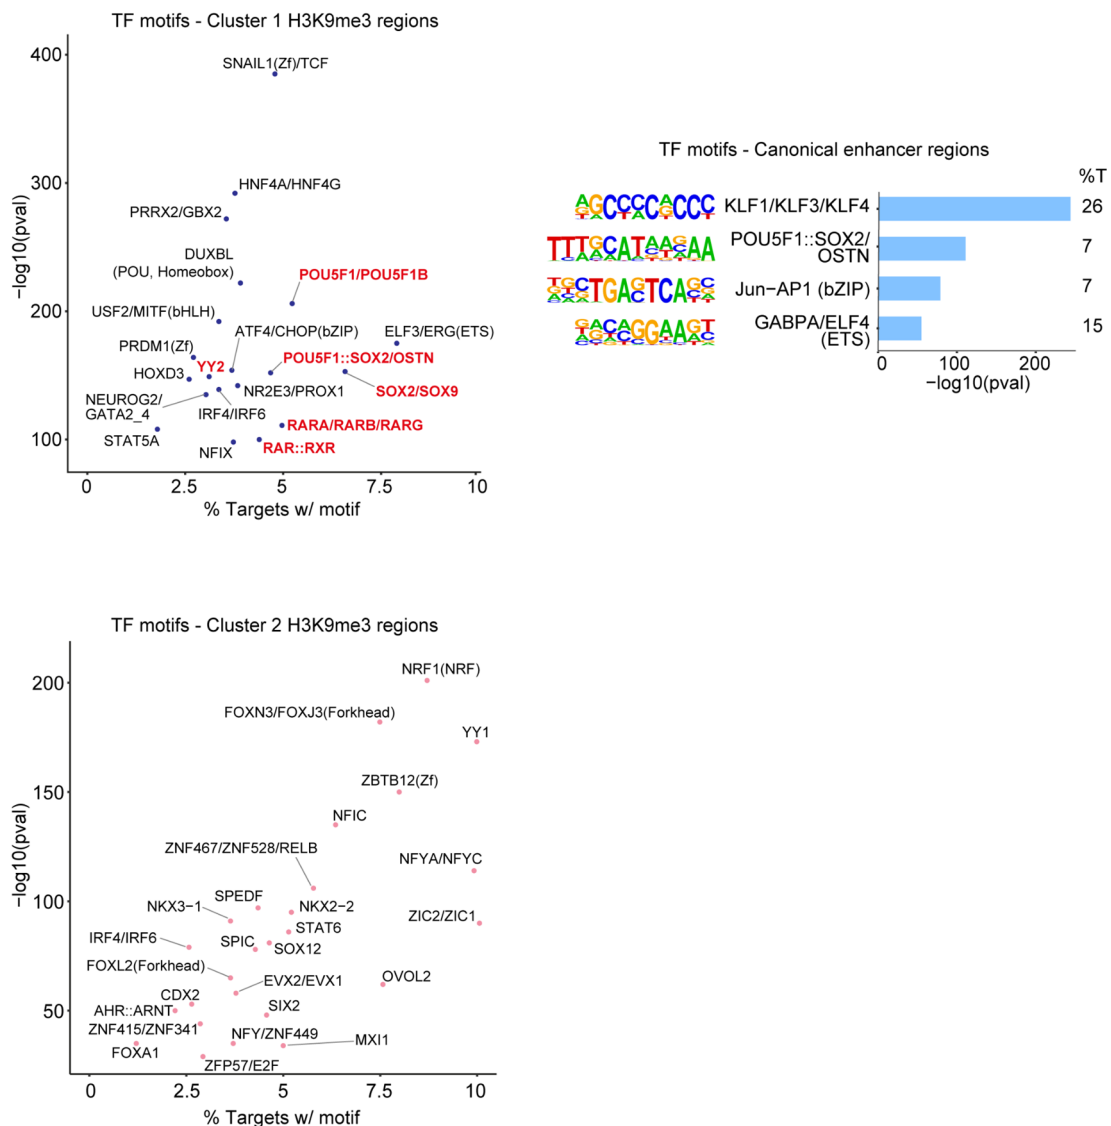 TF motifs - Cluster 1 H3K9me3 regions
−log10(pval)
400
300
200
100
SNAIL1(Zf)/TCF
HNF4A/HNF4G
PRRX2/GBX2
DUXBL
(POU, Homeobox)
POU5F1/POU5F1B
USF2/MITF(bHLH)
ATF4/CHOP(bZIP)
ELF3/ERG(ETS)
PRDM1(Zf)
YY2
POU5F1::SOX2/OSTN
HOXD3
NR2E3/PROX1
SOX2/SOX9
NEUROG2/
GATA2_4
IRF4/IRF6
RARA/RARB/RARG
STAT5A
NFIX
RAR::RXR
0 2.5 5 7.5 10
% Targets w/ motif
TF motifs - Canonical enhancer regions
%T
AGCCCCACCC KLF1/KLF3/KLF4 26
TTTGCATAAGAA POU5F1::SOX2/
OSTN 7
TGCTGAGTCAGC Jun−AP1 (bZIP) 7
GACAGGAAGT GABPA/ELF4
(ETS) 15
0 100 200
−log10(pval)
TF motifs - Cluster 2 H3K9me3 regions
−log10(pval)
200
150
100
50
NRF1(NRF)
FOXN3/FOXJ3(Forkhead)
YY1
ZBTB12(Zf)
NFIC
ZNF467/ZNF528/RELB
NFYA/NFYC
SPEDF
NKX3−1
NKX2−2
ZIC2/ZIC1
STAT6
IRF4/IRF6
SPIC
SOX12
FOXL2(Forkhead)
EVX2/EVX1
OVOL2
CDX2
AHR::ARNT
SIX2
ZNF415/ZNF341
NFY/ZNF449
MXI1
FOXA1
ZFP57/E2F
0 2.5 5 7.5 10
% Targets w/ motif